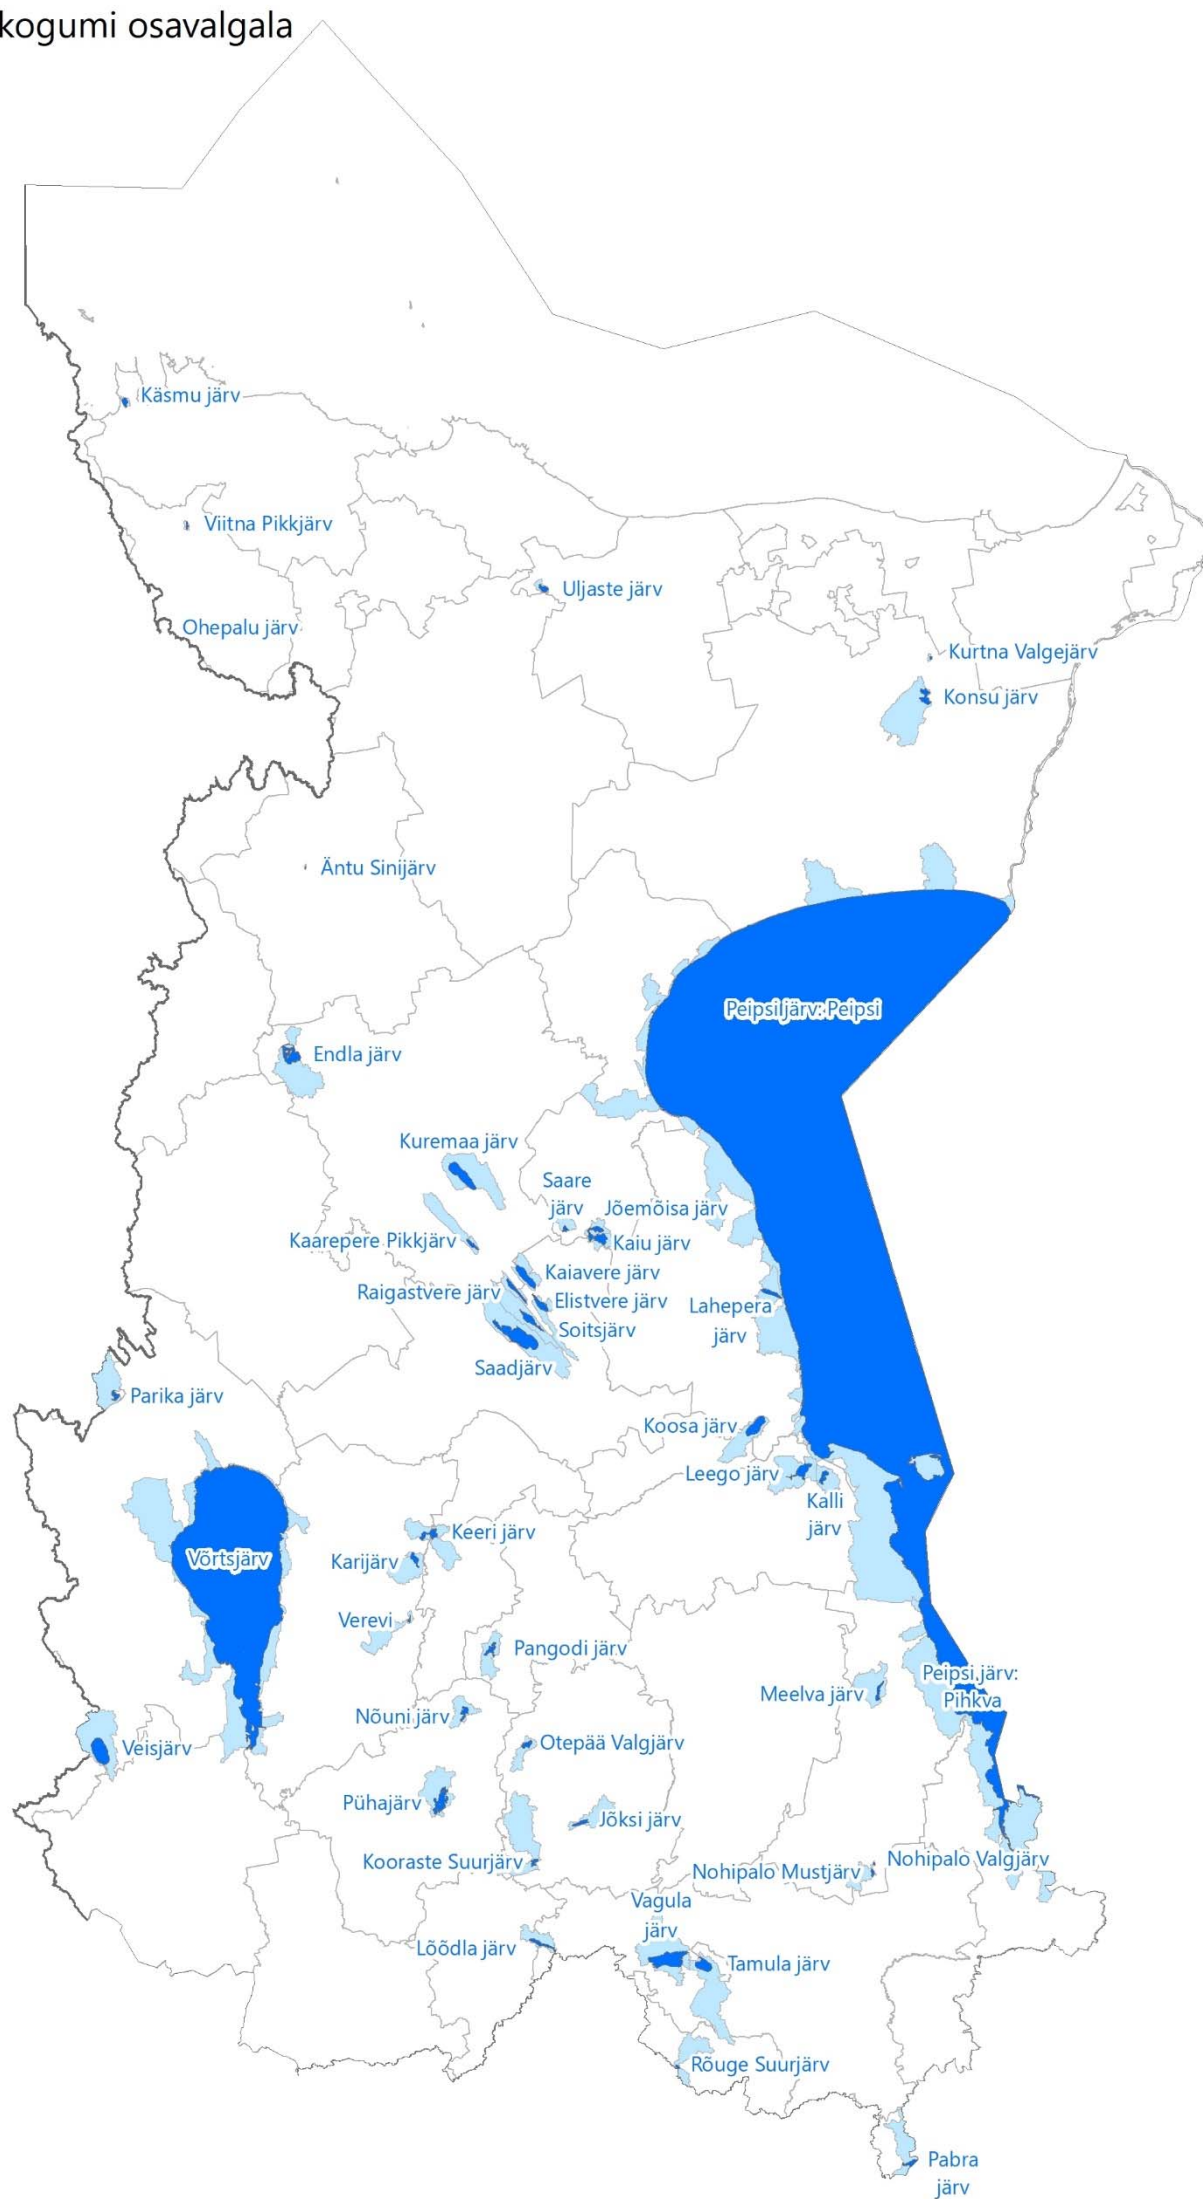 kogumi osavalgala
Käsmu järv
Viitna Pikkjärv
Uljaste järv
Ohepalu järv
Kurtna Valgejärv
Konsu järv
Äntu Sinijärv
Peipsi järv: Peipsi
Endla järv
Kuremaa järv
Saare
järv
Jõemõisa järv
Kaarepere Pikkjärv
Kaiu järv
Kaiavere järv
Raigastvere järv
Elistvere järv
Lahepera
järv
Soitsjärv
Saadjärv
Parika järv
Koosa järv
Leego järv
Kalli
järv
Keeri järv
Võrtsjärv
Karijärv
Verevi
Pangodi järv
Peipsi järv:
Pihkva
Meelva järv
Nõuni järv
Otepää Valgjärv
Veisjärv
Pühajärv
Jõksi järv
Kooraste Suurjärv
Nohipalo Valgjärv
Nohipalo Mustjärv
Vagula
järv
Lõõdla järv
Tamula järv
Rõuge Suurjärv
Pabra
järv